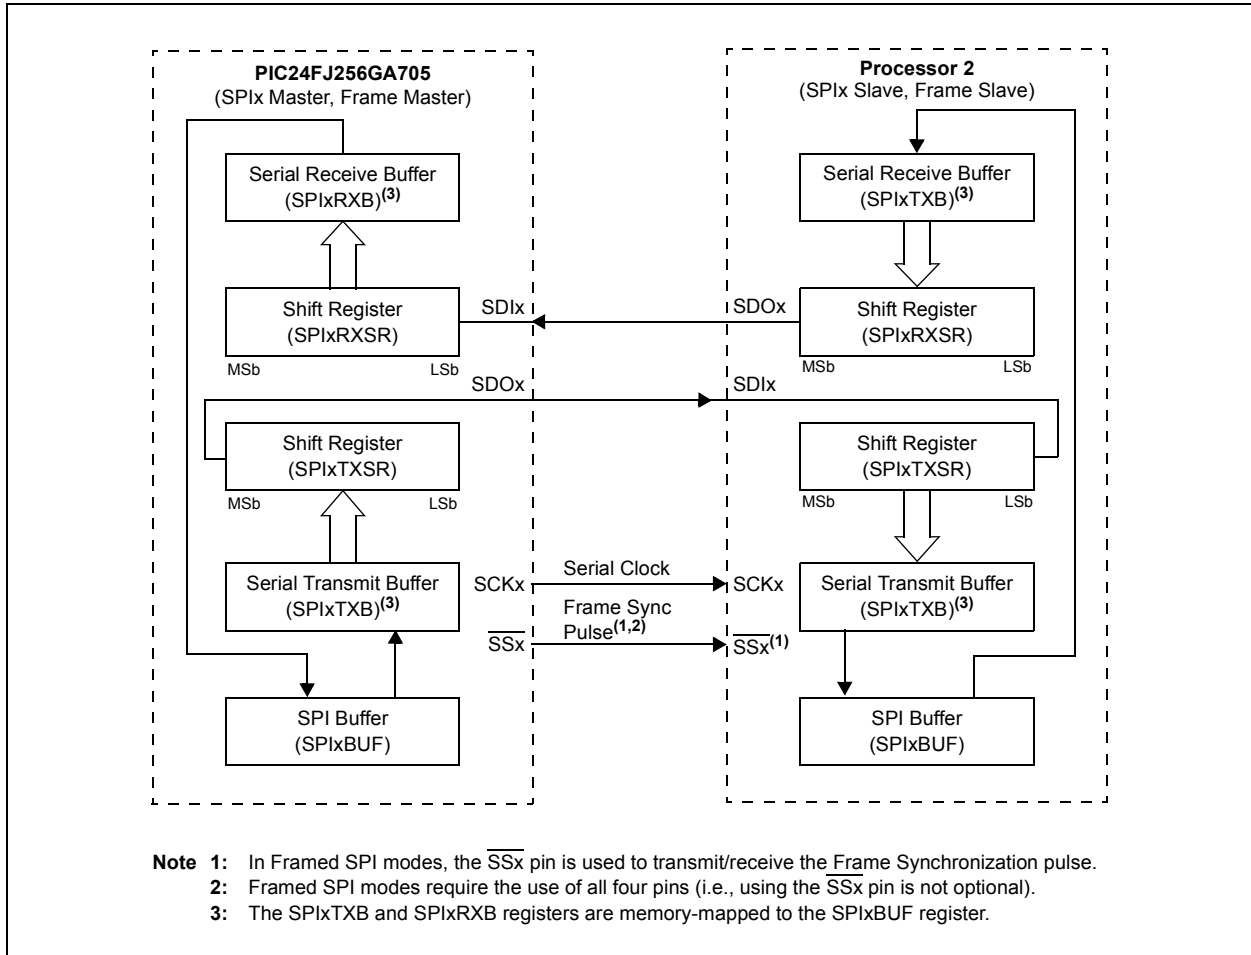 PIC24FJ256GA705
(SPIx Master, Frame Master)
Serial Receive Buffer
(SPIxRXB)(3)
Shift Register
(SPIxRXSR)
MSb
LSb
SDIx
SDOx
Shift Register
(SPIxTXSR)
MSb
LSb
Serial Transmit Buffer
(SPIxTXB)(3)
SCKx
SSx
SPI Buffer
(SPIxBUF)
Serial Clock
Frame Sync
Pulse(1,2)
Processor 2
(SPIx Slave, Frame Slave)
Serial Receive Buffer
(SPIxTXB)(3)
SDOx
Shift Register
(SPIxRXSR)
MSb
LSb
SDIx
Shift Register
(SPIxTXSR)
MSb
LSb
SCKx
Serial Transmit Buffer
(SPIxTXB)(3)
SSx(1)
SPI Buffer
(SPIxBUF)
Note 1: In Framed SPI modes, the SSx pin is used to transmit/receive the Frame Synchronization pulse.
2: Framed SPI modes require the use of all four pins (i.e., using the SSx pin is not optional).
3: The SPIxTXB and SPIxRXB registers are memory-mapped to the SPIxBUF register.